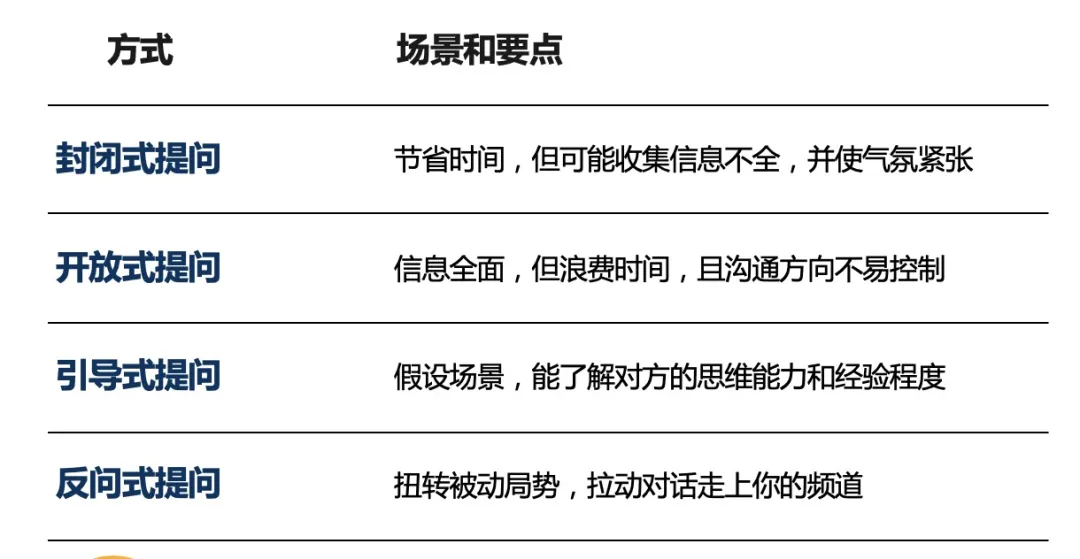 方式 场景和要点
封闭式提问 节省时间，但可能收集信息不全，并使气氛紧张
开放式提问 信息全面，但浪费时间，且沟通方向不易控制
引导式提问 假设场景，能了解对方的思维能力和经验程度
反问式提问 扭转被动局势，拉动对话走上你的频道